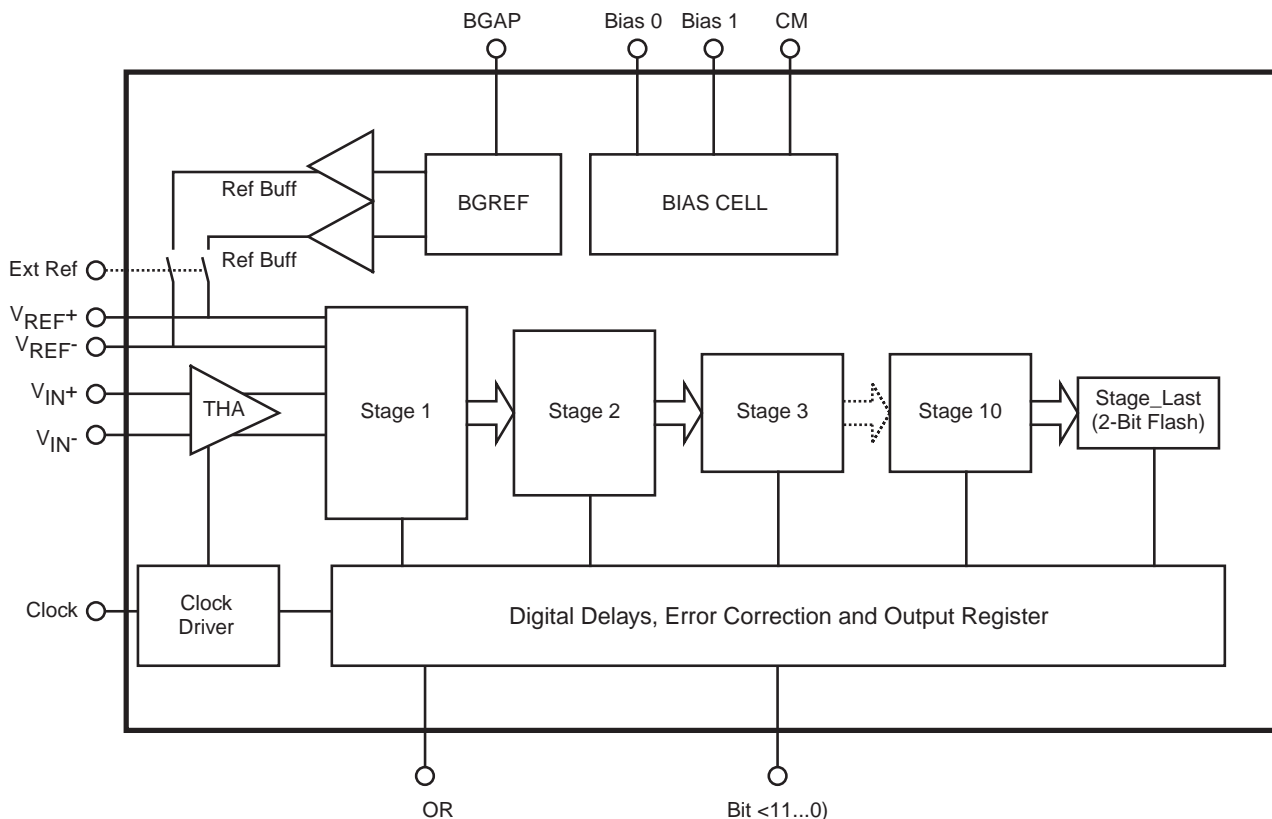 BGAP
Bias 0
Bias 1
CM
Ref Buff
BGREF
BIAS CELL
Ref Buff
Ext Ref
VREF+
VREF-
VIN+
VIN-
THA
Stage 1
Stage 2
Stage 3
Stage 10
Stage_Last
(2-Bit Flash)
Clock
Clock
Driver
Digital Delays, Error Correction and Output Register
OR
Bit <11...0)